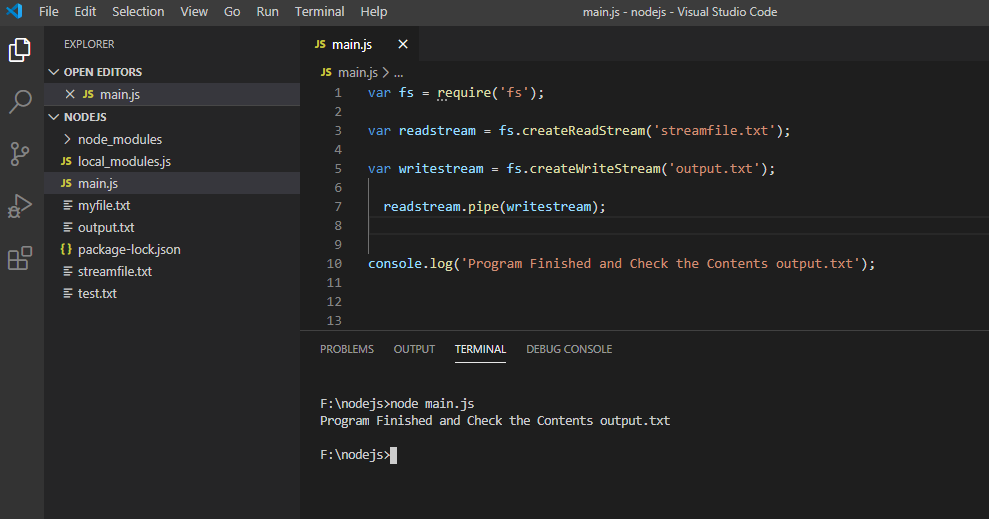 File Edit Selection View Go Run Terminal Help main.js - nodejs - Visual Studio Code
EXPLORER
OPEN EDITORS
JS main.js
NODEJS
node_modules
JS local_modules.js
JS main.js
myfile.txt
output.txt
{} package-lock.json
streamfile.txt
test.txt
JS main.js
JS main.js > ...
1 var fs = require('fs');
2
3 var readstream = fs.createReadStream('streamfile.txt');
4
5 var writestream = fs.createWriteStream('output.txt');
6
7 readstream.pipe(writestream);
8
9
10 console.log('Program Finished and Check the Contents output.txt');
11
12
13
PROBLEMS OUTPUT TERMINAL DEBUG CONSOLE
F:\nodejs>node main.js
Program Finished and Check the Contents output.txt
F:\nodejs>